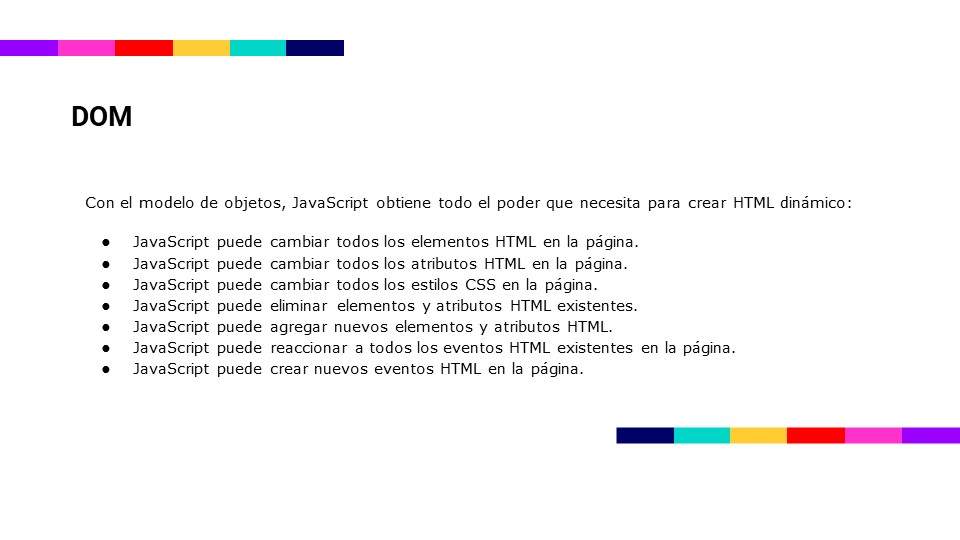 DOM
Con el modelo de objetos, JavaScript obtiene todo el poder que necesita para crear HTML dinámico:
● JavaScript puede cambiar todos los elementos HTML en la página.
● JavaScript puede cambiar todos los atributos HTML en la página.
● JavaScript puede cambiar todos los estilos CSS en la página.
● JavaScript puede eliminar elementos y atributos HTML existentes.
● JavaScript puede agregar nuevos elementos y atributos HTML.
● JavaScript puede reaccionar a todos los eventos HTML existentes en la página.
● JavaScript puede crear nuevos eventos HTML en la página.